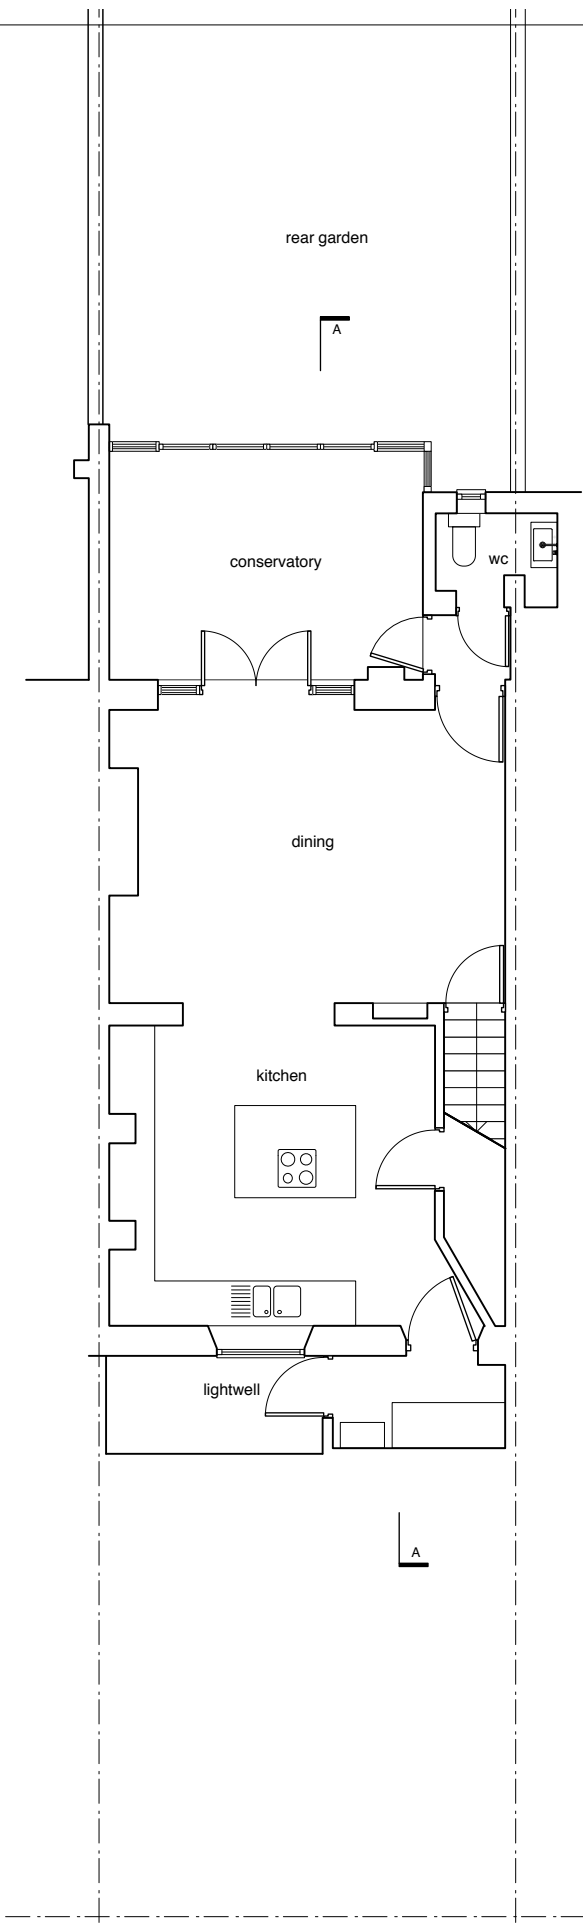 rear garden
A
conservatory
wc
dining
kitchen
lightwell
A